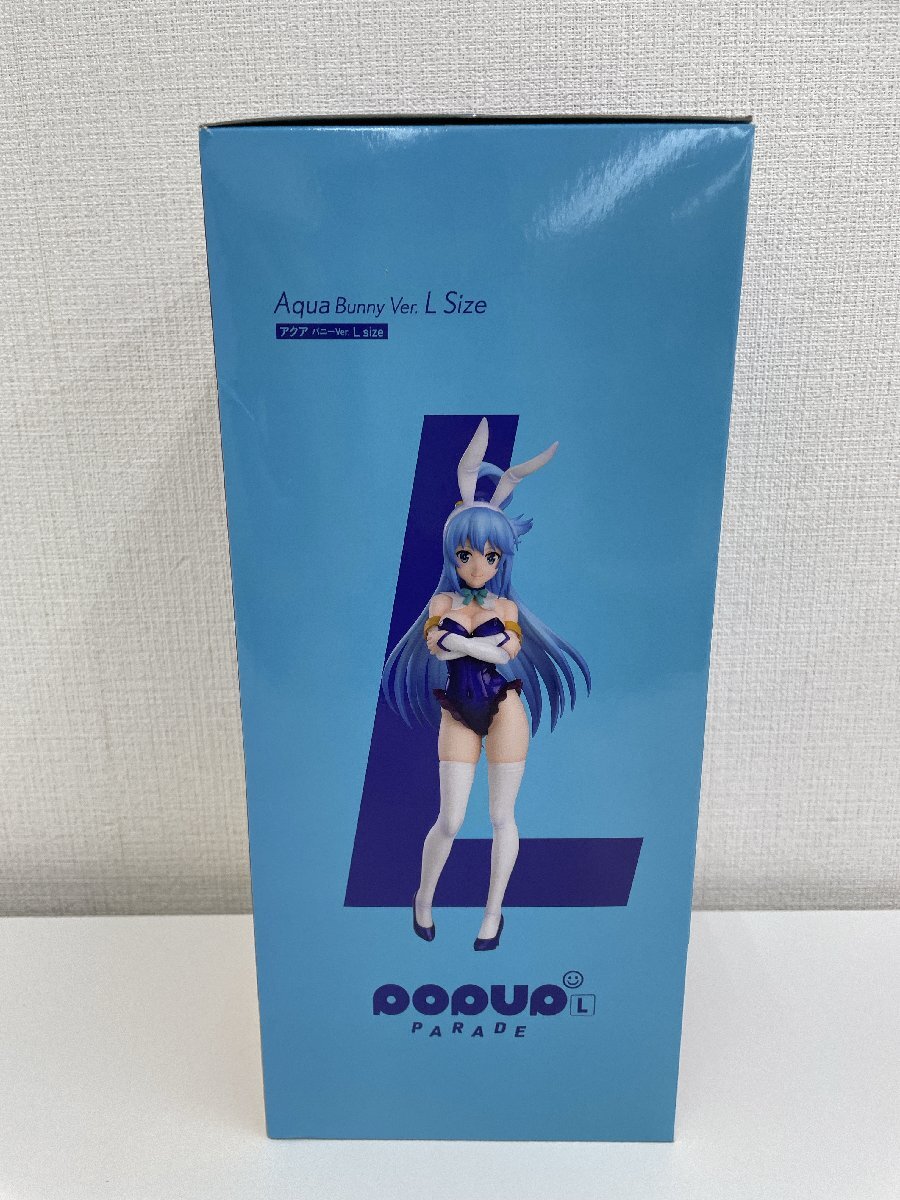 Aqua Bunny Ver. L Size
アクア バニーVer. L size
POPUP L
PARADE